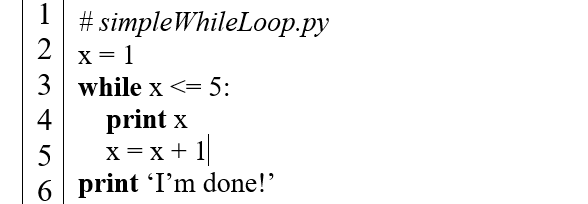 1 # simpleWhileLoop.py
2 x = 1
3 while x <= 5:
4 print x
5 x = x + 1
6 print ‘I’m done!’